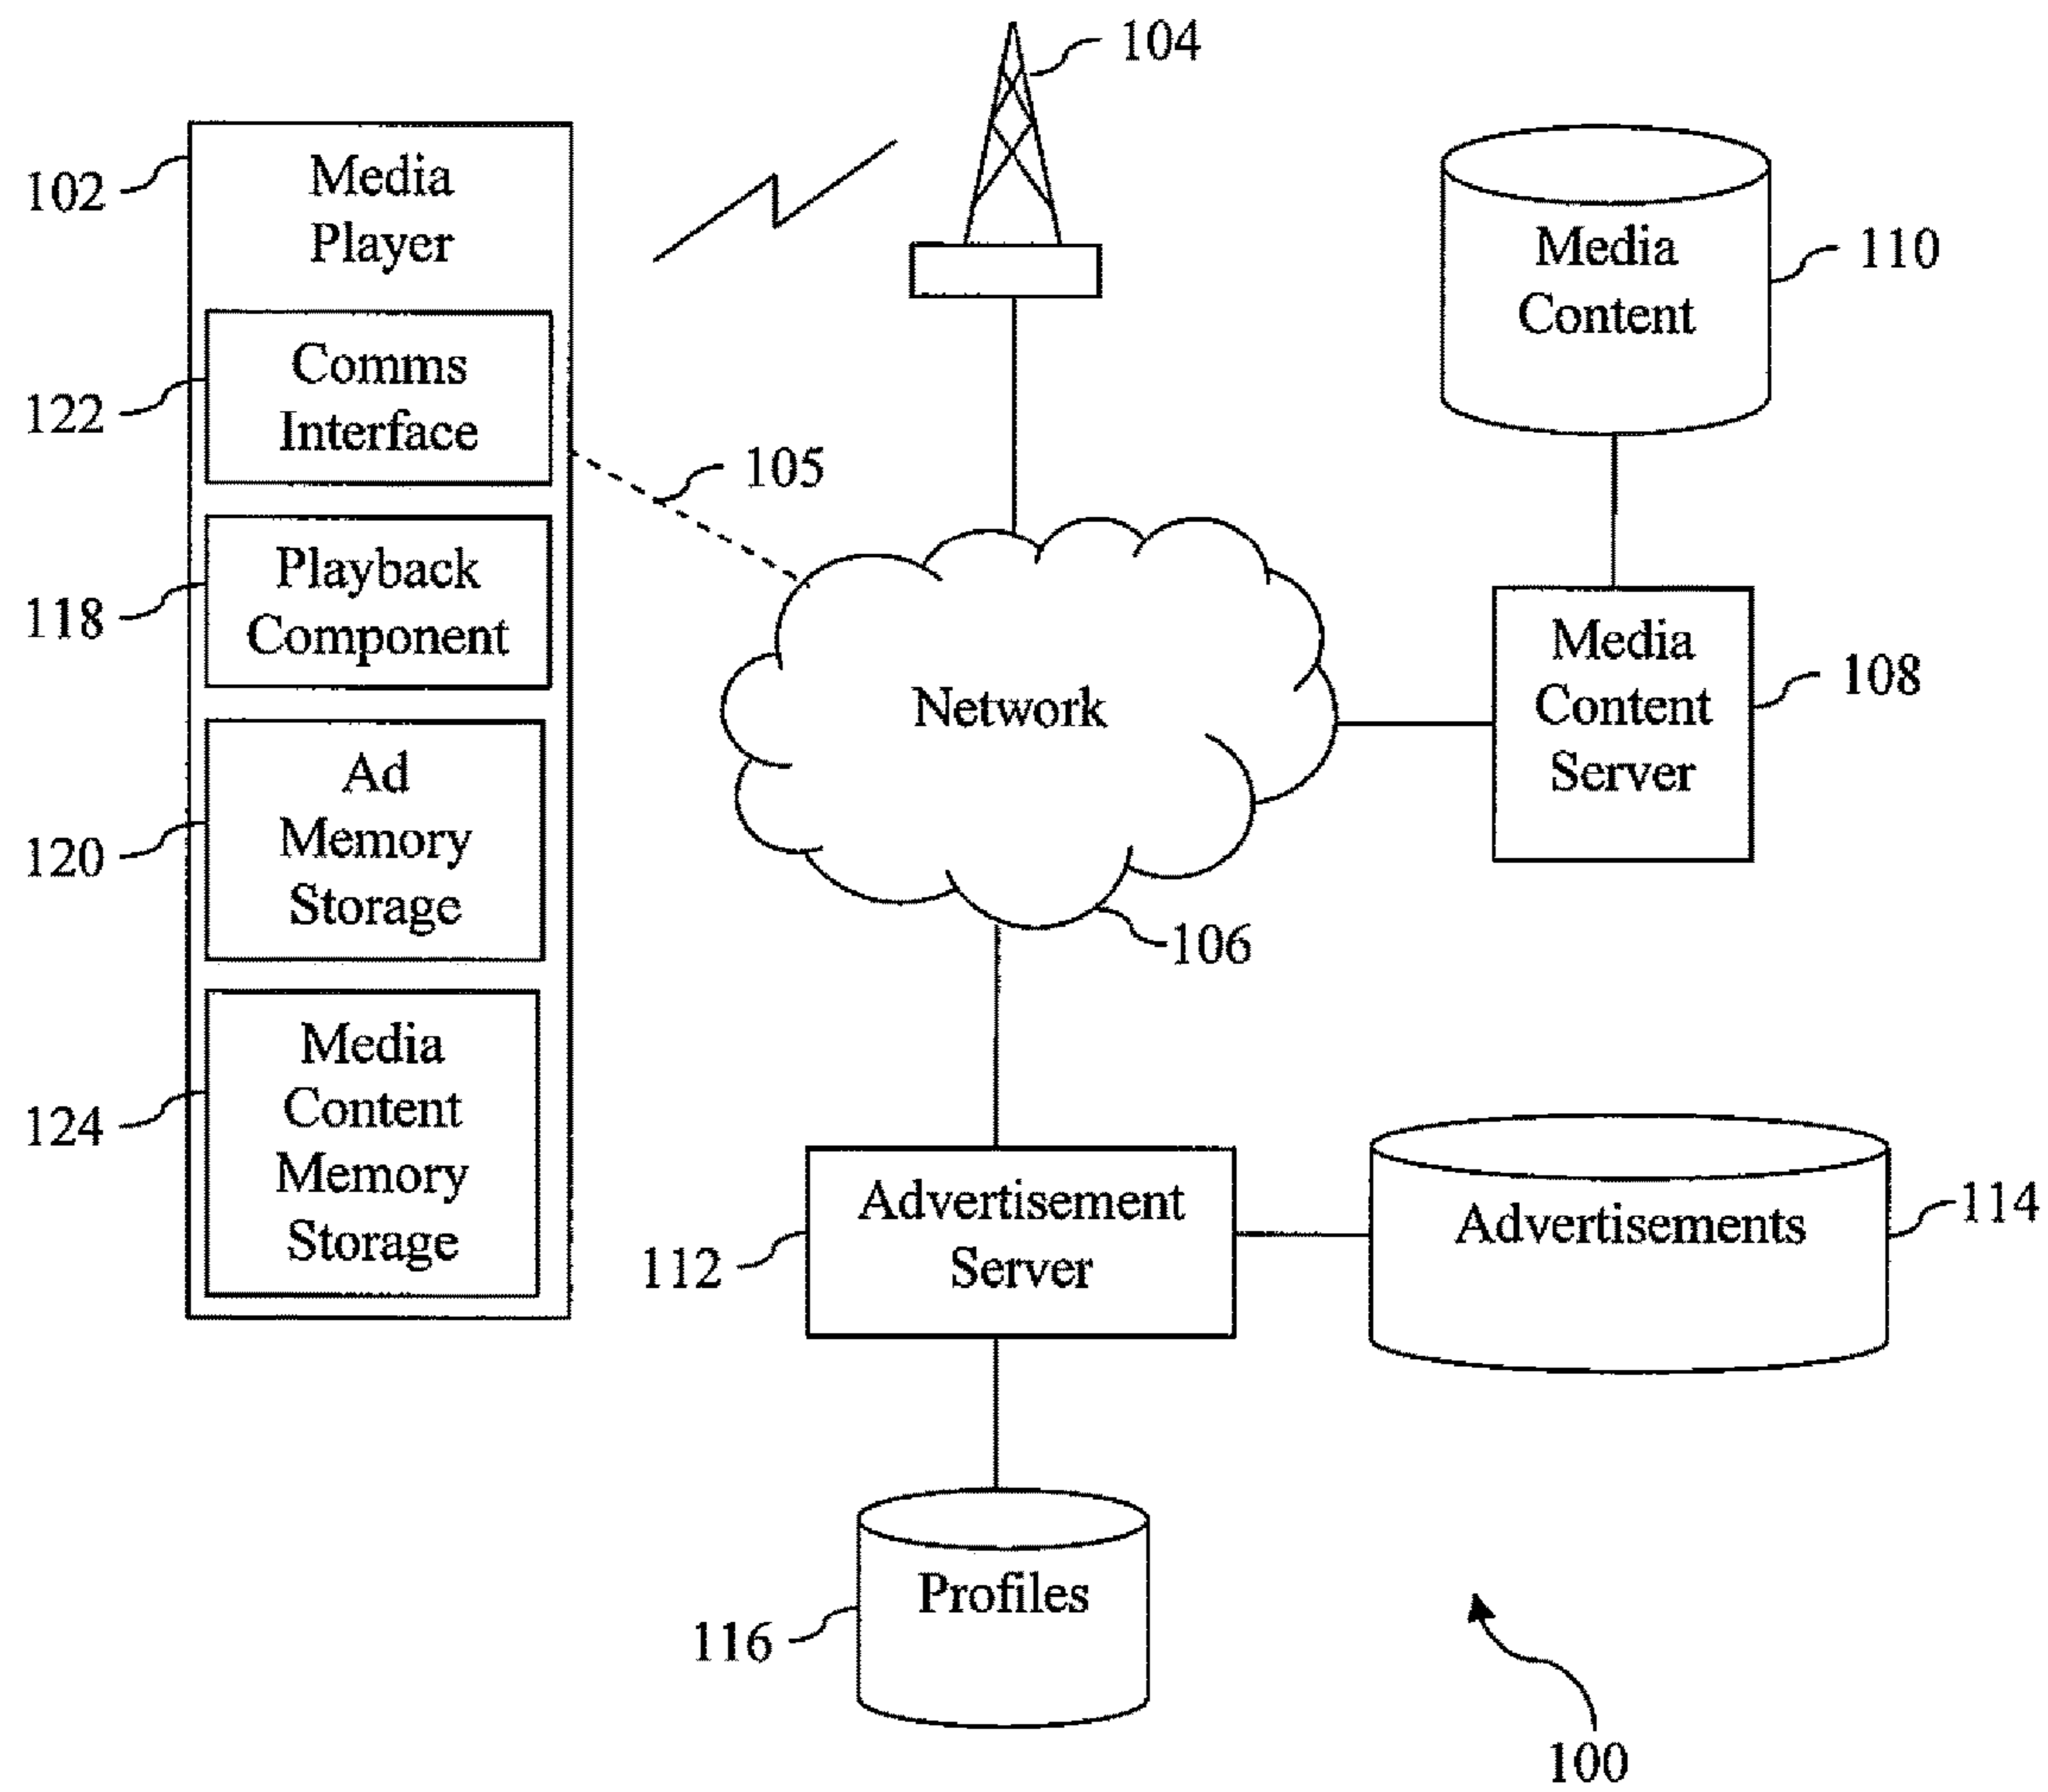 104
102
Media
Player
Media
Content
110
122
Comms
Interface
105
118
Playback
Component
Network
Media
Content
Server
108
120
Ad
Memory
Storage
106
124
Media
Content
Memory
Storage
112
Advertisement
Server
Advertisements
114
116
Profiles
100